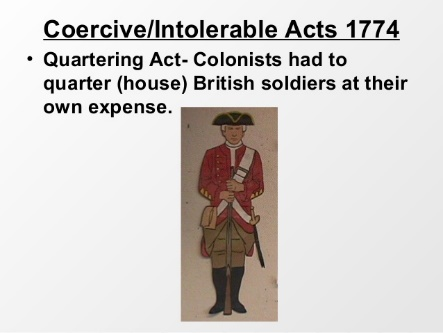 Coercive/Intolerable Acts 1774
• Quartering Act- Colonists had to
quarter (house) British soldiers at their
own expense.